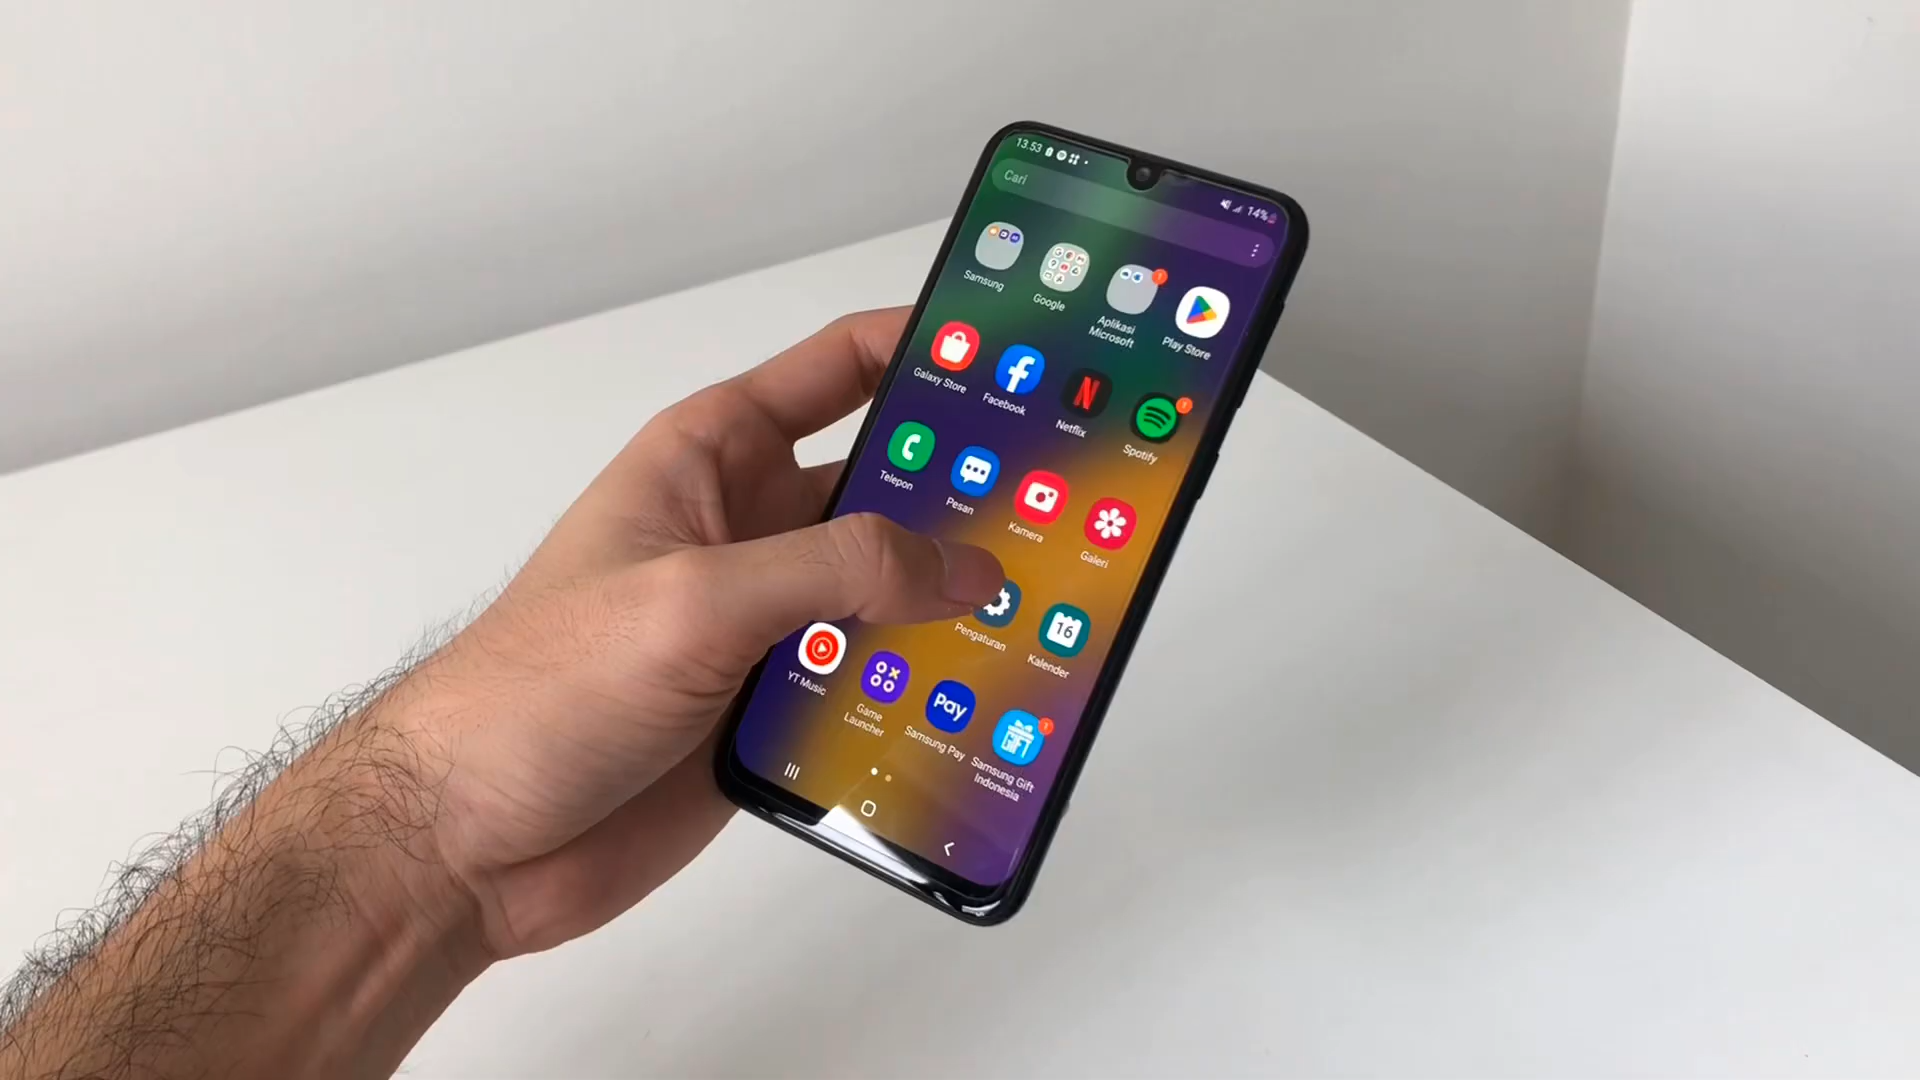 13.53
14%
Cari
Samsung
Google
Aplikasi
Microsoft
Play Store
Galaxy Store
Facebook
Netflix
Spotify
Telepon
Pesan
Kamera
Galeri
Pengaturan
16
Kalender
YT Music
Game
Launcher
Pay
Samsung Pay
GIFT
Samsung Gift
Indonesia